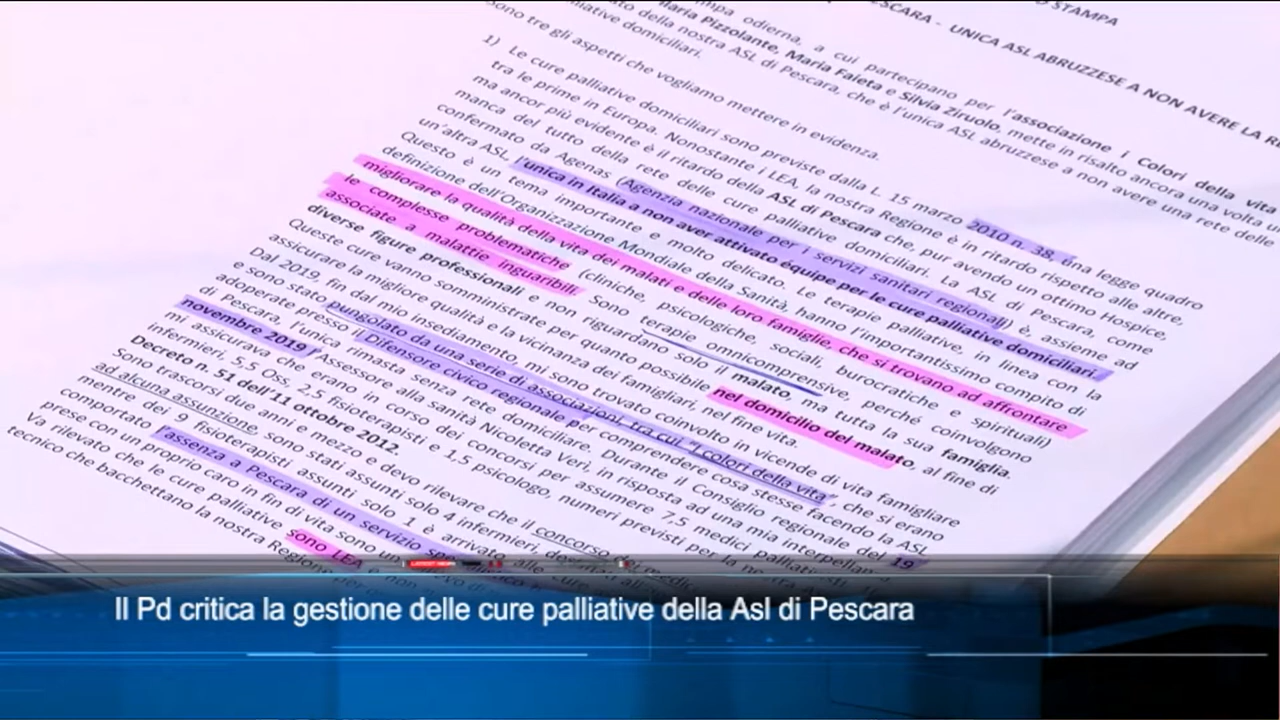 O STAMPA
SCARA - UNICA ASL ABRUZZESE A NON AVERE LA R
mpa odierna, a cui partecipano per l'associazione i Colori della vita
Maria Pizzolante, Maria Faieta e Silvia Ziruolo, mette in risalto ancora una volta
to della nostra ASL di Pescara, che è l'unica ASL abruzzese a non avere una rete delle
liative domiciliari.
Sono tre gli aspetti che vogliamo mettere in evidenza.
1) Le cure palliative domiciliari sono previste dalla L. 15 marzo 2010 n. 38, una legge quadro
tra le prime in Europa. Nonostante i LEA, la nostra Regione è in ritardo rispetto alle altre,
ma ancor più evidente è il ritardo della ASL di Pescara che, pur avendo un ottimo Hospice,
manca del tutto della rete delle cure palliative domiciliari. La ASL di Pescara, come
confermato da Agenas (Agenzia nazionale per i servizi sanitari regionali) è, assieme ad
un'altra ASL, l'unica in Italia a non aver attivato équipe per le cure palliative domiciliari.
Questo è un tema importante e molto delicato. Le terapie palliative, in linea con la
definizione dell'Organizzazione Mondiale della Sanità, hanno l'importantissimo compito di
migliorare la qualità della vita dei malati e delle loro famiglie, che si trovano ad affrontare
le complesse problematiche (cliniche, psicologiche, sociali, burocratiche e spirituali)
associate a malattie inguaribili. Sono terapie omnicomprensive, perché coinvolgono
diverse figure professionali e non riguardano solo il malato, ma tutta la sua famiglia.
Queste cure vanno somministrate per quanto possibile nel domicilio del malato, al fine di
assicurare la migliore qualità e la vicinanza dei famigliari, nel fine vita.
Dal 2019, fin dal mio insediamento, mi sono trovato coinvolto in vicende di vita famigliare
e sono stato pungolato da una serie di associazioni, tra cui "I colori della vita", che si erano
adoperate presso il Difensore civico regionale per comprendere cosa stesse facendo la ASL
di Pescara, l'unica rimasta senza rete domiciliare. Durante il Consiglio regionale del 19
novembre 2019 l'Assessore alla sanità Nicoletta Verì, in risposta ad una mia interpellan
mi assicurava che erano in corso dei concorsi per assumere 7,5 medici palliati
infermieri, 5,5 Oss, 2,5 fisioterapisti e 1,5 psicologo, numeri previsti per la nostra
Decreto n. 51 dell'11 ottobre 2012.
Sono trascorsi due anni e mezzo e devo rilevare che il concorso dei medic
ad alcuna assunzione, sono stati assunti solo 4 infermieri,
mentre dei 9 fisioterapisti assunti solo 1 è arrivato alle cure
comportato l'assenza a Pescara di un servizio
prese con un proprio caro in fin di vita sono un
Va rilevato che le cure palliative sono LEA e non
tecnico che bacchettano la nostra Region
LATEST NEWS
Il Pd critica la gestione delle cure palliative della Asl di Pescara